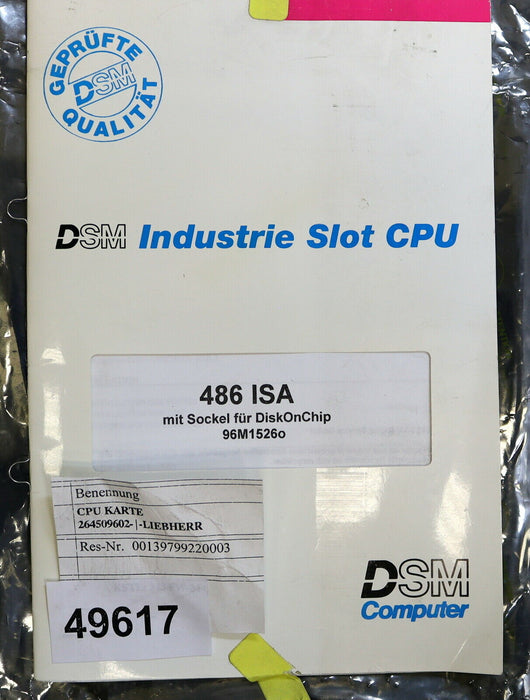 GEPRÜFTE
DSM
QUALITÄT
DSM Industrie Slot CPU
486 ISA
mit Sockel für DiskOnChip
96M1526o
Benennung
CPU KARTE
264509602-|-LIEBHERR
Res-Nr. 00139799220003
49617
DSM
Computer